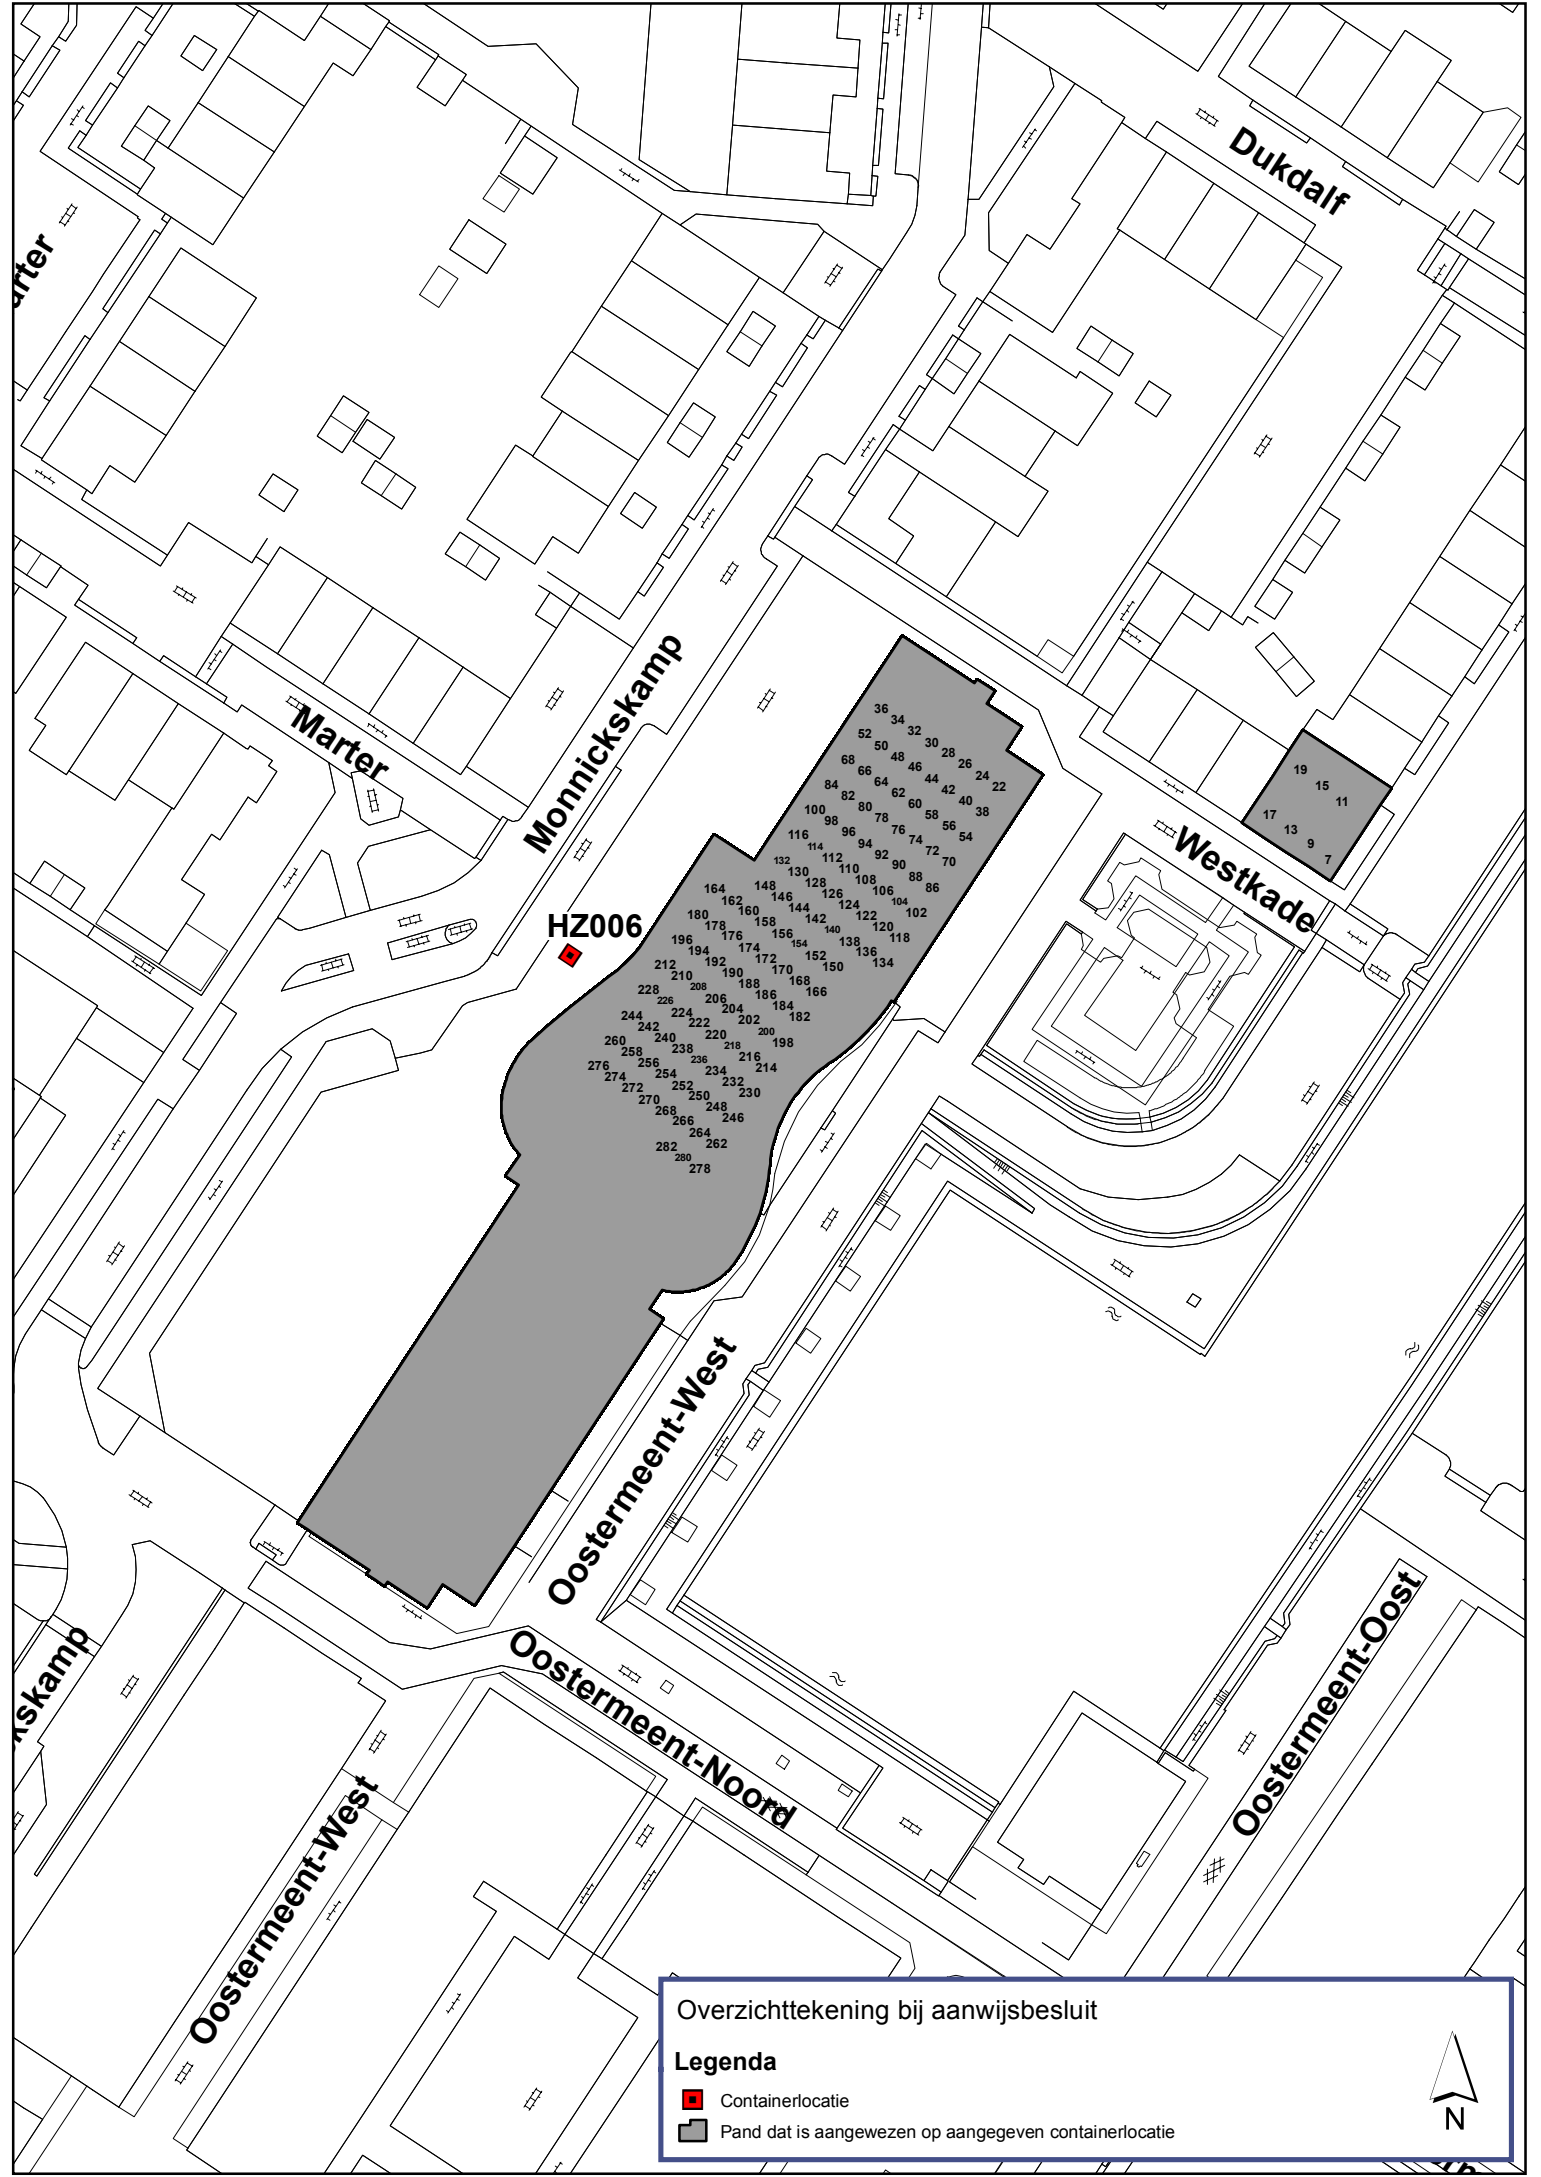 Dukdalf
arter
Monnickskamp
Marter
36 34 32 30 28 26 24 22
52 50 48 46 44 42 40 38
68 66 64 62 60 58 56 54
84 82 80 78 76 74 72 70
100 98 96 94 92 90 88 86
116 114 112 110 108 106 104 102
132 130 128 126 124 122 120 118
148 146 144 142 140 138 136 134
164 162 160 158 156 154 152 150
180 178 176 174 172 170 168 166
196 194 192 190 188 186 184 182
212 210 208 206 204 202 200 198
228 226 224 222 220 218 216 214
244 242 240 238 236 234 232 230
260 258 256 254 252 250 248 246
276 274 272 270 268 266 264 262
282 280 278
19 15 11
17 13 9 7
Westkade
HZ006
Oostermeent-West
Oostermeent-Noord
Oostermeent-Oost
kskamp
Oostermeent-West
Overzichttekening bij aanwijsbesluit
Legenda
Containerlocatie
Pand dat is aangewezen op aangegeven containerlocatie
N